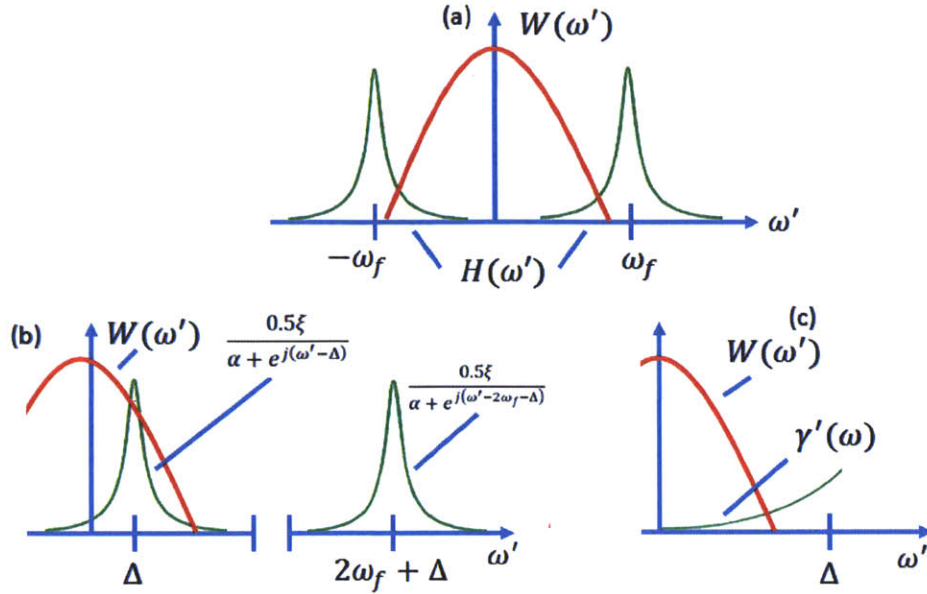 (a)
W(ω′)
−ω_f
H(ω′)
ω_f
ω′
(b)
W(ω′)
0.5ξ
α + e^{j(ω′−Δ)}
0.5ξ
α + e^{j(ω′−2ω_f−Δ)}
Δ
2ω_f + Δ
ω′
(c)
W(ω′)
γ′(ω)
Δ
ω′